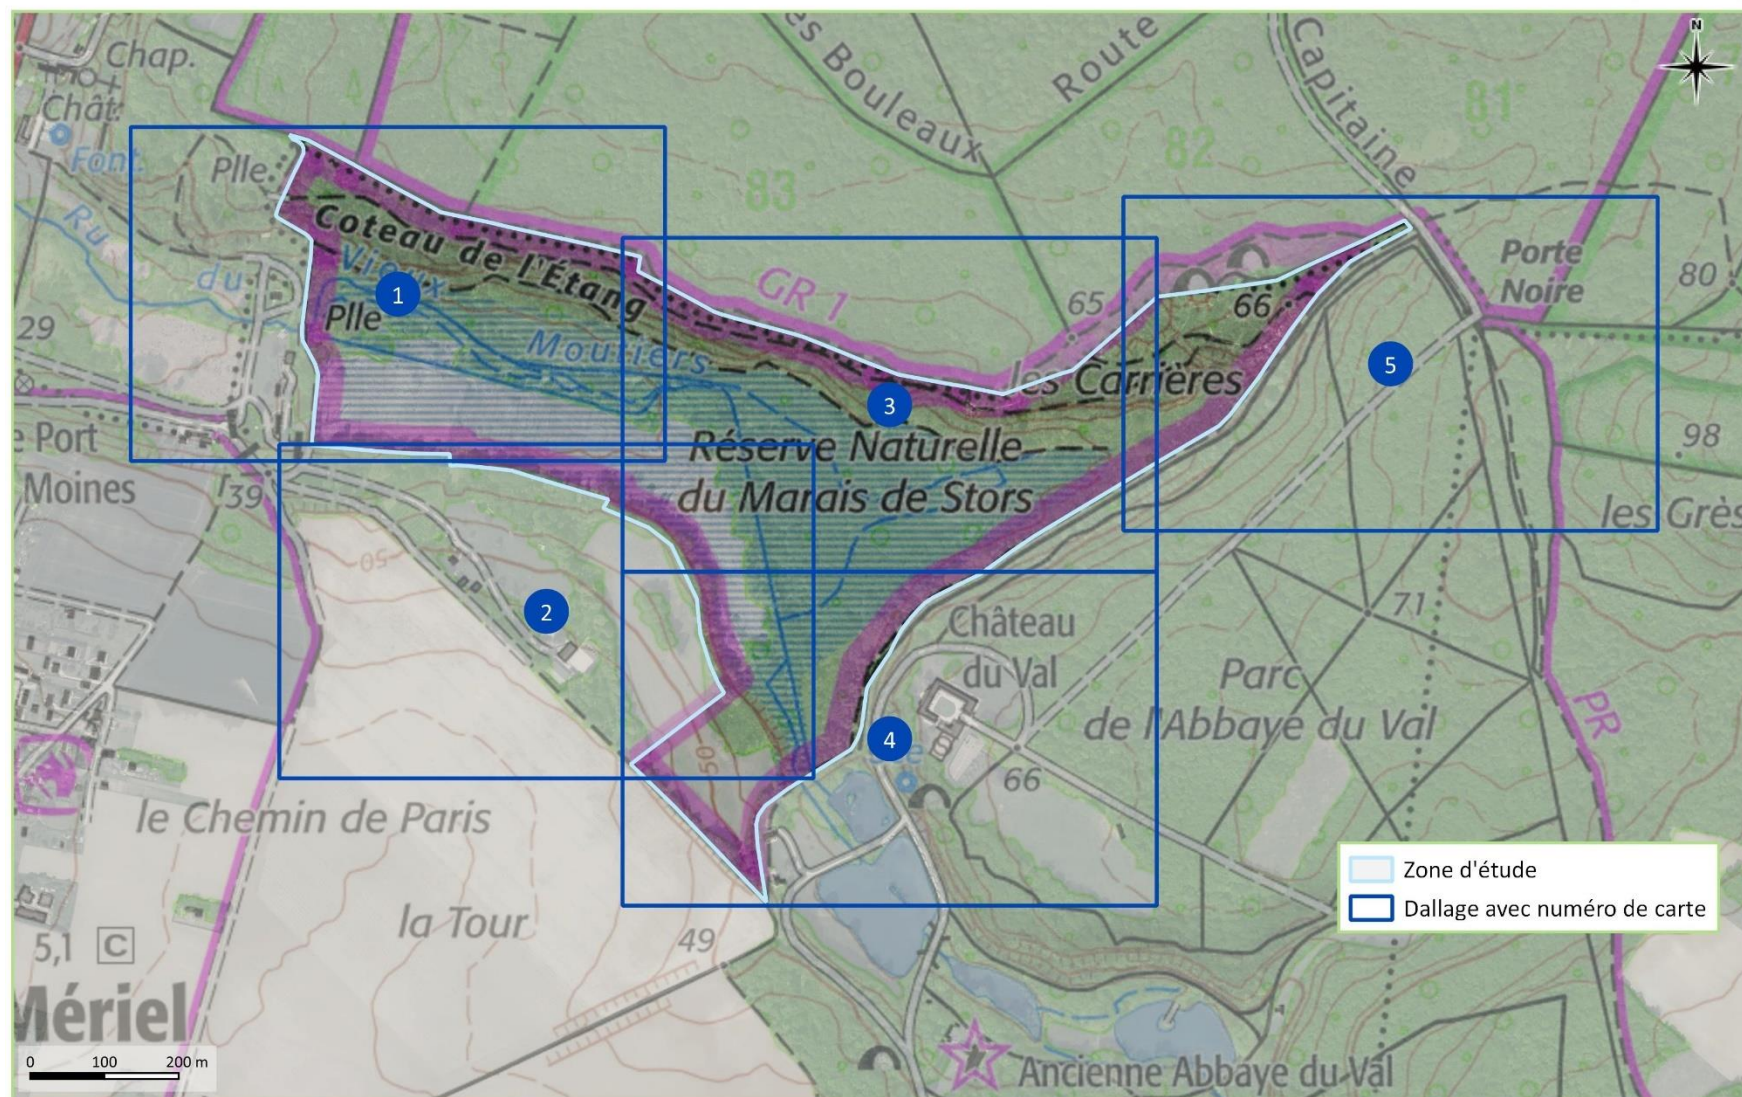 N
Chap.
Chât.
Font.
Plle
Ru
du
Vieux
Moutiers
Coteau de l'Étang
Plle
es Bouleaux
Route
Capitaine
81
82
83
GR 1
65
66
Porte
Noire
80
1
3
5
les Carrières
Réserve Naturelle
du Marais de Stors
29
e Port
Moines
39
98
les Grès
50
2
Château
du Val
71
Parc
de l'Abbaye du Val
PR
4
50
66
le Chemin de Paris
la Tour
49
5,1 C
Mériel
Ancienne Abbaye du Val
Zone d'étude
Dallage avec numéro de carte
0 100 200 m